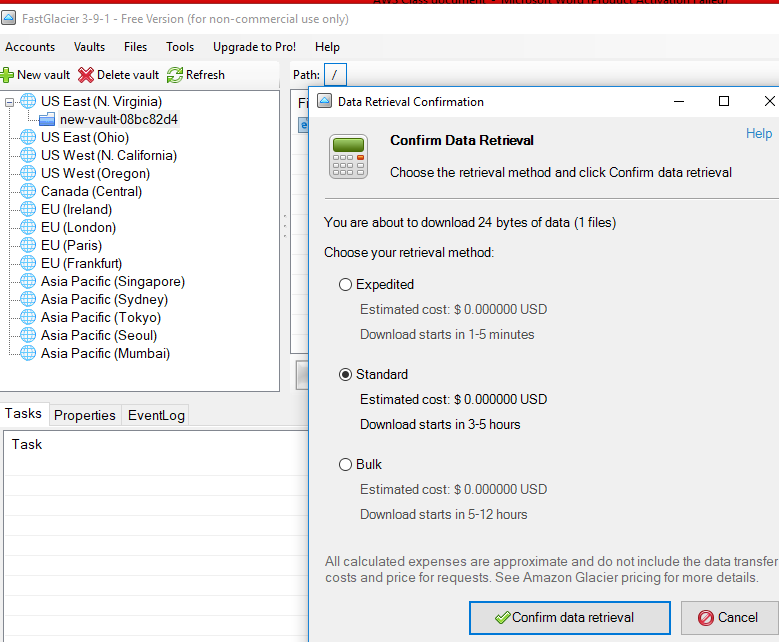 AWS Class document - Microsoft Word (Product Activation Failed)
FastGlacier 3-9-1 - Free Version (for non-commercial use only)
Accounts Vaults Files Tools Upgrade to Pro! Help
New vault Delete vault Refresh Path: /
US East (N. Virginia)
new-vault-08bc82d4
US East (Ohio)
US West (N. California)
US West (Oregon)
Canada (Central)
EU (Ireland)
EU (London)
EU (Paris)
EU (Frankfurt)
Asia Pacific (Singapore)
Asia Pacific (Sydney)
Asia Pacific (Tokyo)
Asia Pacific (Seoul)
Asia Pacific (Mumbai)
Tasks Properties EventLog
Task
Fi
e
Data Retrieval Confirmation
Confirm Data Retrieval
Help
Choose the retrieval method and click Confirm data retrieval
You are about to download 24 bytes of data (1 files)
Choose your retrieval method:
Expedited
Estimated cost: $ 0.000000 USD
Download starts in 1-5 minutes
Standard
Estimated cost: $ 0.000000 USD
Download starts in 3-5 hours
Bulk
Estimated cost: $ 0.000000 USD
Download starts in 5-12 hours
All calculated expenses are approximate and do not include the data transfer
costs and price for requests. See Amazon Glacier pricing for more details.
Confirm data retrieval Cancel